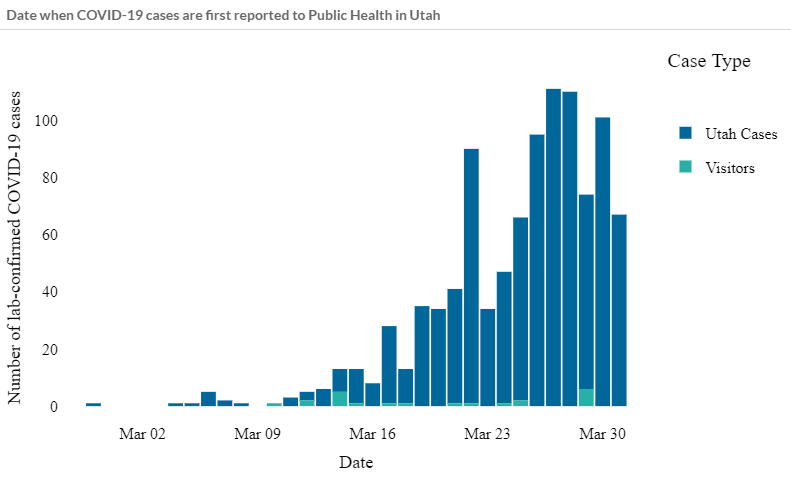 Date when COVID-19 cases are first reported to Public Health in Utah
Case Type
Utah Cases
Visitors
Number of lab-confirmed COVID-19 cases
100
80
60
40
20
0
Mar 02 Mar 09 Mar 16 Mar 23 Mar 30
Date